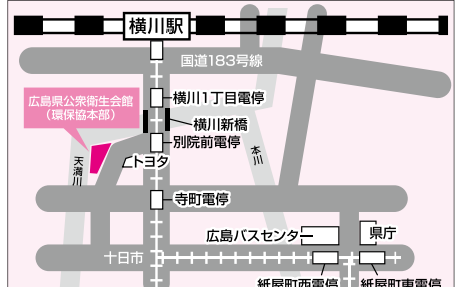 横川駅
国道183号線
広島県公衆衛生会館
（環保協本部）
横川1丁目電停
横川新橋
別院前電停
トヨタ
天満川
本川
寺町電停
広島バスセンター
県庁
十日市
紙屋町西電停
紙屋町東電停